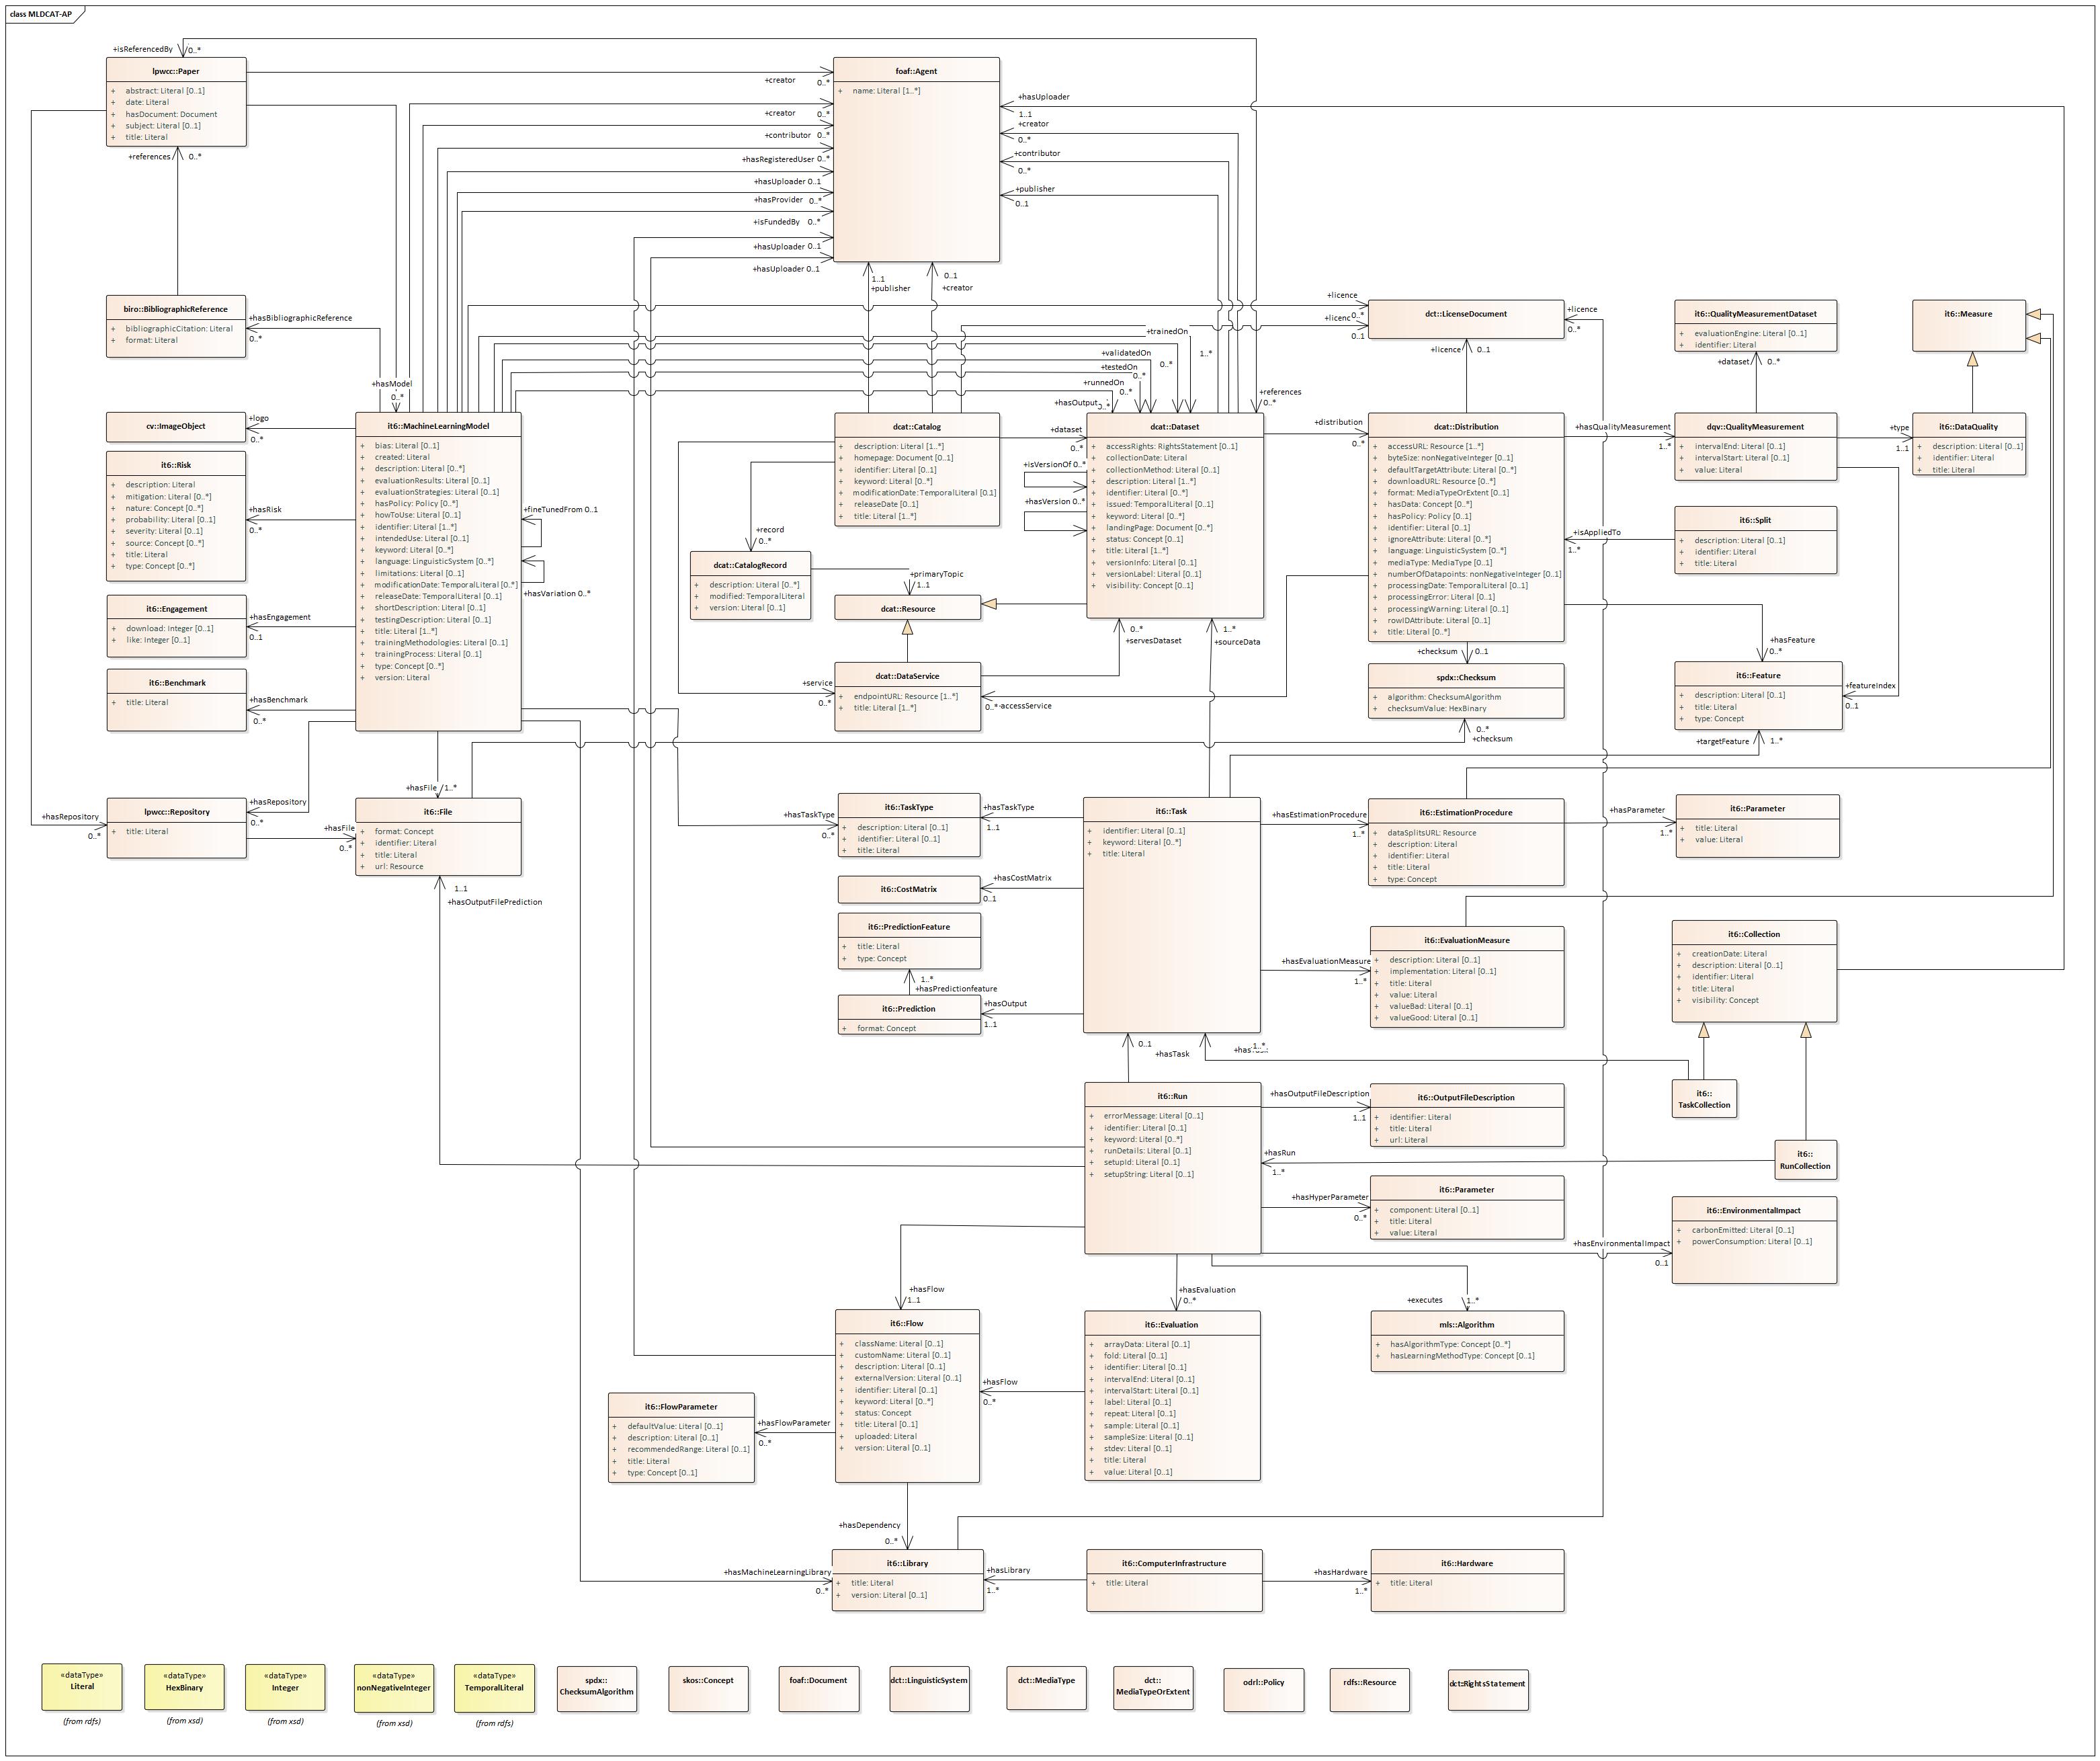 class MLDCAT-AP
+isReferencedBy
0..*
lpwcc::Paper
+ abstract: Literal [0..1]
+ date: Literal
+ hasDocument: Document
+ subject: Literal [0..1]
+ title: Literal
+references
0..*
foaf::Agent
+ name: Literal [1..*]
+creator
0..*
+creator
0..*
+contributor 0..*
+hasRegisteredUser 0..*
+hasUploader 0..1
+hasProvider 0..*
+isFundedBy 0..*
+hasUploader 0..1
+hasUploader 0..1
+hasUploader
1..1
+creator
0..*
+contributor
0..*
+publisher
0..1
1..1
+publisher
0..1
+creator
biro::BibliographicReference
+ bibliographicCitation: Literal
+ format: Literal
+hasBibliographicReference
0..*
+hasModel
0..*
+licence
0..*
+licenc
0..1
+trainedOn
1..*
+validatedOn
0..*
+testedOn
0..*
+runnedOn
0..*
+hasOutput
+references
0..*
dct::LicenseDocument
+licence
0..*
+licence 0..1
it6::QualityMeasurementDataset
+ evaluationEngine: Literal [0..1]
+ identifier: Literal
+dataset 0..*
it6::Measure
cv::ImageObject
+logo
0..*
it6::Risk
+ description: Literal
+ mitigation: Literal [0..*]
+ nature: Concept [0..*]
+ probability: Literal [0..1]
+ severity: Literal [0..1]
+ source: Concept [0..*]
+ title: Literal
+ type: Concept [0..*]
+hasRisk
0..*
it6::Engagement
+ download: Integer [0..1]
+ like: Integer [0..1]
+hasEngagement
0..1
it6::Benchmark
+ title: Literal
+hasBenchmark
0..*
it6::MachineLearningModel
+ bias: Literal [0..1]
+ created: Literal
+ description: Literal [0..*]
+ evaluationResults: Literal [0..1]
+ evaluationStrategies: Literal [0..1]
+ hasPolicy: Policy [0..*]
+ howToUse: Literal [0..1]
+ identifier: Literal [1..*]
+ intendedUse: Literal [0..1]
+ keyword: Literal [0..*]
+ language: LinguisticSystem [0..*]
+ limitations: Literal [0..1]
+ modificationDate: TemporalLiteral [0..*]
+ releaseDate: TemporalLiteral [0..1]
+ shortDescription: Literal [0..1]
+ testingDescription: Literal [0..1]
+ title: Literal [1..*]
+ trainingMethodologies: Literal [0..1]
+ trainingProcess: Literal [0..1]
+ type: Concept [0..*]
+ version: Literal
+fineTunedFrom 0..1
+hasVariation 0..*
dcat::Catalog
+ description: Literal [1..*]
+ homepage: Document [0..1]
+ identifier: Literal [0..1]
+ keyword: Literal [0..*]
+ modificationDate: TemporalLiteral [0..1]
+ releaseDate [0..1]
+ title: Literal [1..*]
+dataset
0..*
+record
0..*
dcat::CatalogRecord
+ description: Literal [0..*]
+ modified: TemporalLiteral
+ version: Literal [0..1]
+primaryTopic
1..1
dcat::Resource
dcat::DataService
+ endpointURL: Resource [1..*]
+ title: Literal [1..*]
+service
0..*
dcat::Dataset
+ accessRights: RightsStatement [0..1]
+ collectionDate: Literal
+ collectionMethod: Literal [0..1]
+ description: Literal [1..*]
+ identifier: Literal [0..*]
+ issued: TemporalLiteral [0..1]
+ keyword: Literal [0..*]
+ landingPage: Document [0..*]
+ status: Concept [0..1]
+ title: Literal [1..*]
+ versionInfo: Literal [0..1]
+ versionLabel: Literal [0..1]
+ visibility: Concept [0..1]
+isVersionOf 0..*
+hasVersion 0..*
0..*
+servesDataset
1..*
+sourceData
0..*
+accessService
+distribution
0..*
dcat::Distribution
+ accessURL: Resource [1..*]
+ byteSize: nonNegativeInteger [0..1]
+ defaultTargetAttribute: Literal [0..*]
+ downloadURL: Resource [0..*]
+ format: MediaTypeOrExtent [0..1]
+ hasData: Concept [0..*]
+ hasPolicy: Policy [0..1]
+ identifier: Literal [0..1]
+ ignoreAttribute: Literal [0..1]
+ language: LinguisticSystem [0..*]
+ mediaType: MediaType [0..1]
+ numberOfDatapoints: nonNegativeInteger [0..1]
+ processingDate: TemporalLiteral [0..1]
+ processingError: Literal [0..1]
+ processingWarning: Literal [0..1]
+ rowIDAttribute: Literal [0..1]
+ title: Literal [0..*]
+checksum 0..1
spdx::Checksum
+ algorithm: ChecksumAlgorithm
+ checksumValue: HexBinary
0..*
+checksum
+hasQualityMeasurement
1..*
dqv::QualityMeasurement
+ intervalEnd: Literal [0..1]
+ intervalStart: Literal [0..1]
+ value: Literal
+type
1..1
it6::DataQuality
+ description: Literal [0..1]
+ identifier: Literal
+ title: Literal
+isAppliedTo
1..*
it6::Split
+ description: Literal [0..1]
+ identifier: Literal
+ title: Literal
+hasFeature
0..*
it6::Feature
+ description: Literal [0..1]
+ title: Literal
+ type: Concept
+featureIndex
0..1
+targetFeature 1..*
+hasRepository
0..*
lpwcc::Repository
+ title: Literal
+hasRepository
0..*
+hasFile
0..*
+hasFile 1..*
it6::File
+ format: Concept
+ identifier: Literal
+ title: Literal
+ url: Resource
1..1
+hasOutputFilePrediction
+hasTaskType
0..*
it6::TaskType
+ description: Literal [0..1]
+ identifier: Literal [0..1]
+ title: Literal
+hasTaskType
1..1
it6::CostMatrix
+hasCostMatrix
0..1
it6::PredictionFeature
+ title: Literal
+ type: Concept
1..*
+hasPredictionfeature
it6::Prediction
+ format: Concept
+hasOutput
1..1
it6::Task
+ identifier: Literal [0..1]
+ keyword: Literal [0..*]
+ title: Literal
+hasEstimationProcedure
1..*
it6::EstimationProcedure
+ dataSplitsURL: Resource
+ description: Literal
+ identifier: Literal
+ title: Literal
+ type: Concept
+hasParameter
1..*
it6::Parameter
+ title: Literal
+ value: Literal
+hasEvaluationMeasure
1..*
it6::EvaluationMeasure
+ description: Literal [0..1]
+ implementation: Literal [0..1]
+ title: Literal
+ value: Literal
+ valueBad: Literal [0..1]
+ valueGood: Literal [0..1]
it6::Collection
+ creationDate: Literal
+ description: Literal [0..1]
+ identifier: Literal
+ title: Literal
+ visibility: Concept
0..1
+hasTask
1..*
it6::
TaskCollection
it6::
RunCollection
it6::Run
+ errorMessage: Literal [0..1]
+ identifier: Literal [0..1]
+ keyword: Literal [0..*]
+ runDetails: Literal [0..1]
+ setupId: Literal [0..1]
+ setupString: Literal [0..1]
+hasOutputFileDescription
1..1
it6::OutputFileDescription
+ identifier: Literal
+ title: Literal
+ url: Literal
+hasRun
1..*
+hasHyperParameter
0..*
it6::Parameter
+ component: Literal [0..1]
+ title: Literal
+ value: Literal
+hasEnvironmentalImpact
0..1
it6::EnvironmentalImpact
+ carbonEmitted: Literal [0..1]
+ powerConsumption: Literal [0..1]
+hasFlow
1..1
+hasEvaluation
0..*
+executes 1..*
it6::Flow
+ className: Literal [0..1]
+ customName: Literal [0..1]
+ description: Literal [0..1]
+ externalVersion: Literal [0..1]
+ identifier: Literal [0..1]
+ keyword: Literal [0..*]
+ status: Concept
+ title: Literal [0..1]
+ uploaded: Literal
+ version: Literal [0..1]
+hasFlow
0..*
it6::Evaluation
+ arrayData: Literal [0..1]
+ fold: Literal [0..1]
+ identifier: Literal [0..1]
+ intervalEnd: Literal [0..1]
+ intervalStart: Literal [0..1]
+ label: Literal [0..1]
+ repeat: Literal [0..1]
+ sample: Literal [0..1]
+ sampleSize: Literal [0..1]
+ stdev: Literal [0..1]
+ title: Literal
+ value: Literal [0..1]
mls::Algorithm
+ hasAlgorithmType: Concept [0..*]
+ hasLearningMethodType: Concept [0..1]
it6::FlowParameter
+ defaultValue: Literal [0..1]
+ description: Literal [0..1]
+ recommendedRange: Literal [0..1]
+ title: Literal
+ type: Concept [0..1]
+hasFlowParameter
0..*
+hasDependency
0..*
+hasMachineLearningLibrary
0..*
it6::Library
+ title: Literal
+ version: Literal [0..1]
+hasLibrary
1..*
it6::ComputerInfrastructure
+ title: Literal
+hasHardware
1..*
it6::Hardware
+ title: Literal
«dataType»
Literal
(from rdfs)
«dataType»
HexBinary
(from xsd)
«dataType»
Integer
(from xsd)
«dataType»
nonNegativeInteger
(from xsd)
«dataType»
TemporalLiteral
(from rdfs)
spdx::
ChecksumAlgorithm
skos::Concept
foaf::Document
dct::LinguisticSystem
dct::MediaType
dct::
MediaTypeOrExtent
odrl::Policy
rdfs::Resource
dct::RightsStatement